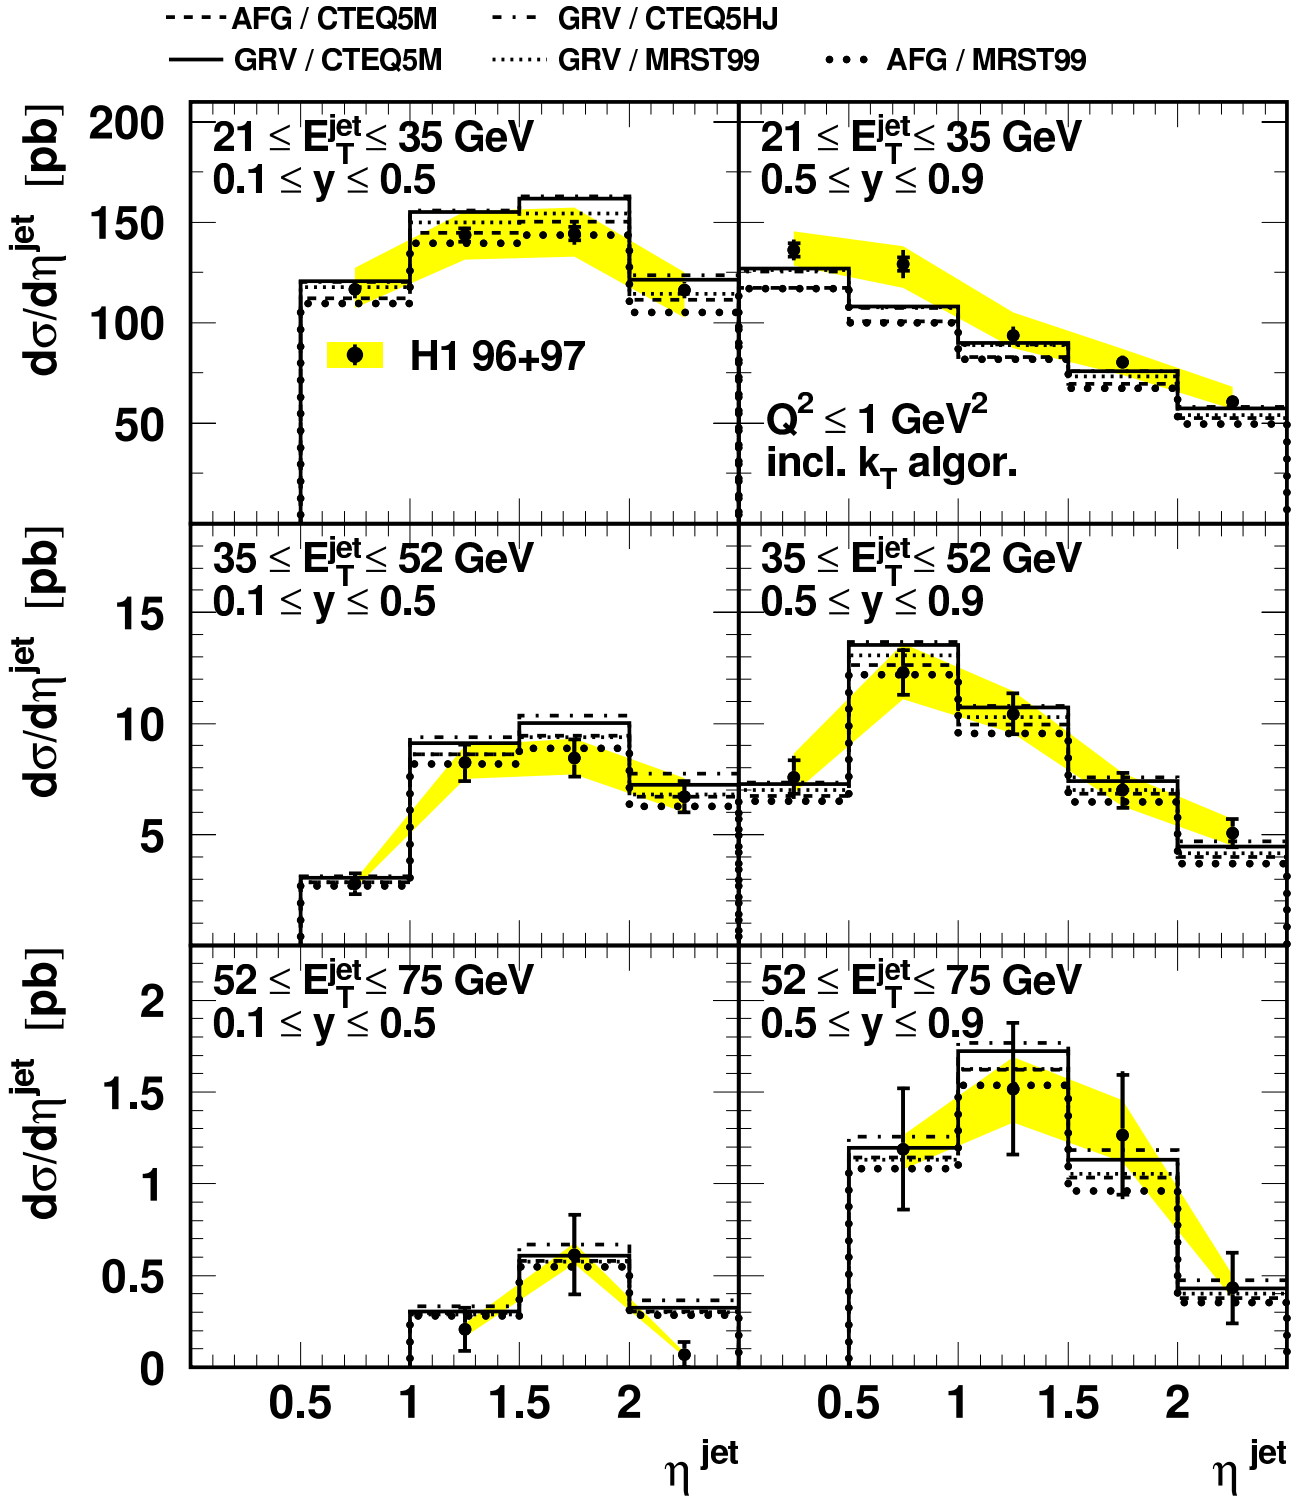 AFG / CTEQ5M GRV / CTEQ5HJ
GRV / CTEQ5M GRV / MRST99 AFG / MRST99
dσ/dη^jet [pb]
200
150
100
50
21 ≤ E_T^jet ≤ 35 GeV
0.1 ≤ y ≤ 0.5
H1 96+97
21 ≤ E_T^jet ≤ 35 GeV
0.5 ≤ y ≤ 0.9
Q^2 ≤ 1 GeV^2
incl. k_T algor.
dσ/dη^jet [pb]
15
10
5
35 ≤ E_T^jet ≤ 52 GeV
0.1 ≤ y ≤ 0.5
35 ≤ E_T^jet ≤ 52 GeV
0.5 ≤ y ≤ 0.9
dσ/dη^jet [pb]
2
1.5
1
0.5
0
52 ≤ E_T^jet ≤ 75 GeV
0.1 ≤ y ≤ 0.5
52 ≤ E_T^jet ≤ 75 GeV
0.5 ≤ y ≤ 0.9
0.5 1 1.5 2 0.5 1 1.5 2
η^jet η^jet